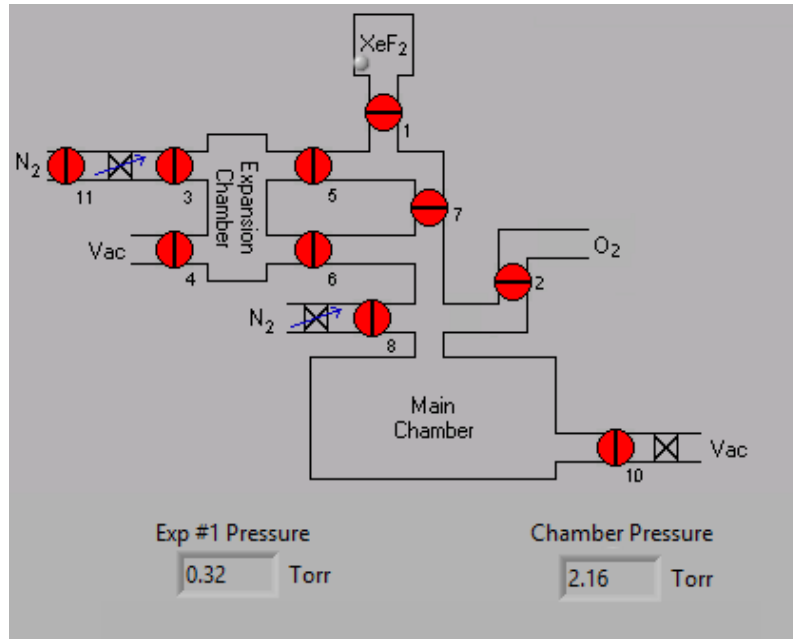 XeF₂
1
N₂
11
3
Expansion
Chamber
5
7
Vac
4
6
O₂
2
N₂
8
Main
Chamber
10
Vac
Exp #1 Pressure
0.32 Torr
Chamber Pressure
2.16 Torr